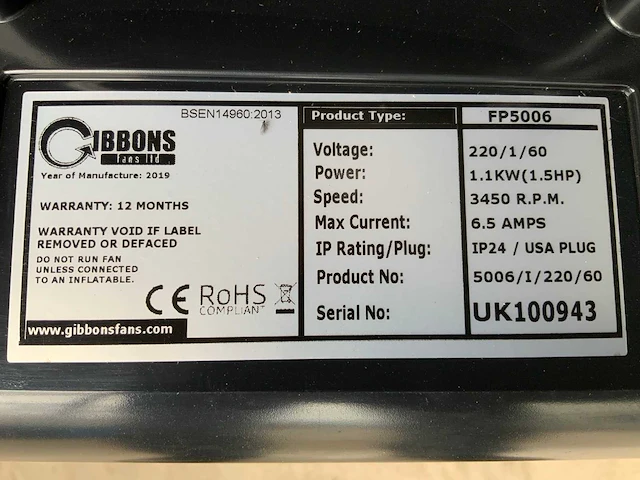 BSEN14960:2013
GIBBONS
fans ltd
Year of Manufacture: 2019
WARRANTY: 12 MONTHS
WARRANTY VOID IF LABEL
REMOVED OR DEFACED
DO NOT RUN FAN
UNLESS CONNECTED
TO AN INFLATABLE.
CE RoHS
COMPLIANT
www.gibbonsfans.com
Product Type: FP5006
Voltage: 220/1/60
Power: 1.1KW(1.5HP)
Speed: 3450 R.P.M.
Max Current: 6.5 AMPS
IP Rating/Plug: IP24 / USA PLUG
Product No: 5006/I/220/60
Serial No: UK100943